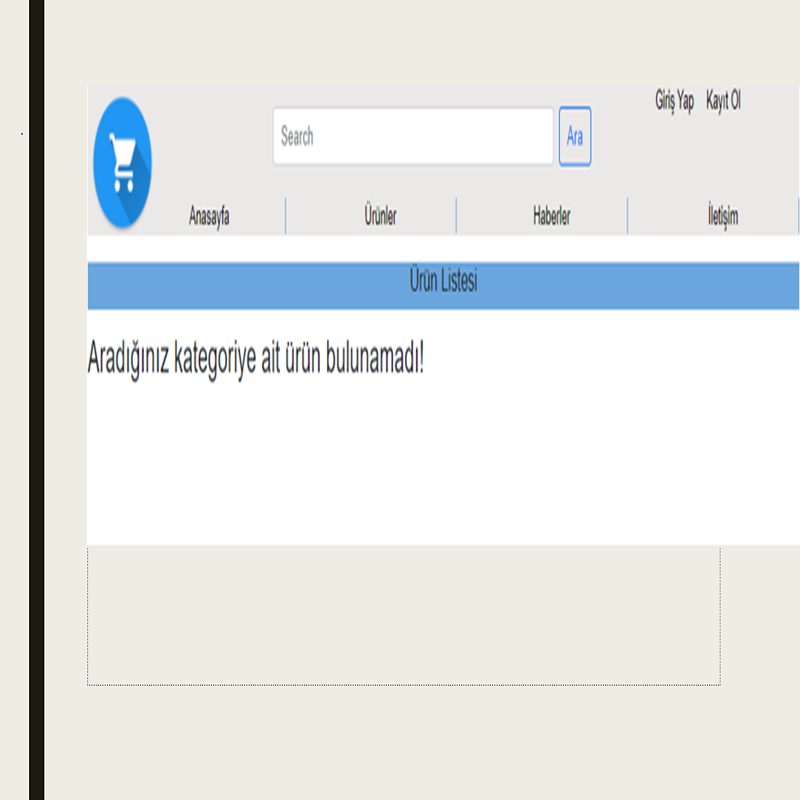 Giriş Yap Kayıt Ol
Search Ara
Anasayfa Ürünler Haberler İletişim
Ürün Listesi
Aradığınız kategoriye ait ürün bulunamadı!